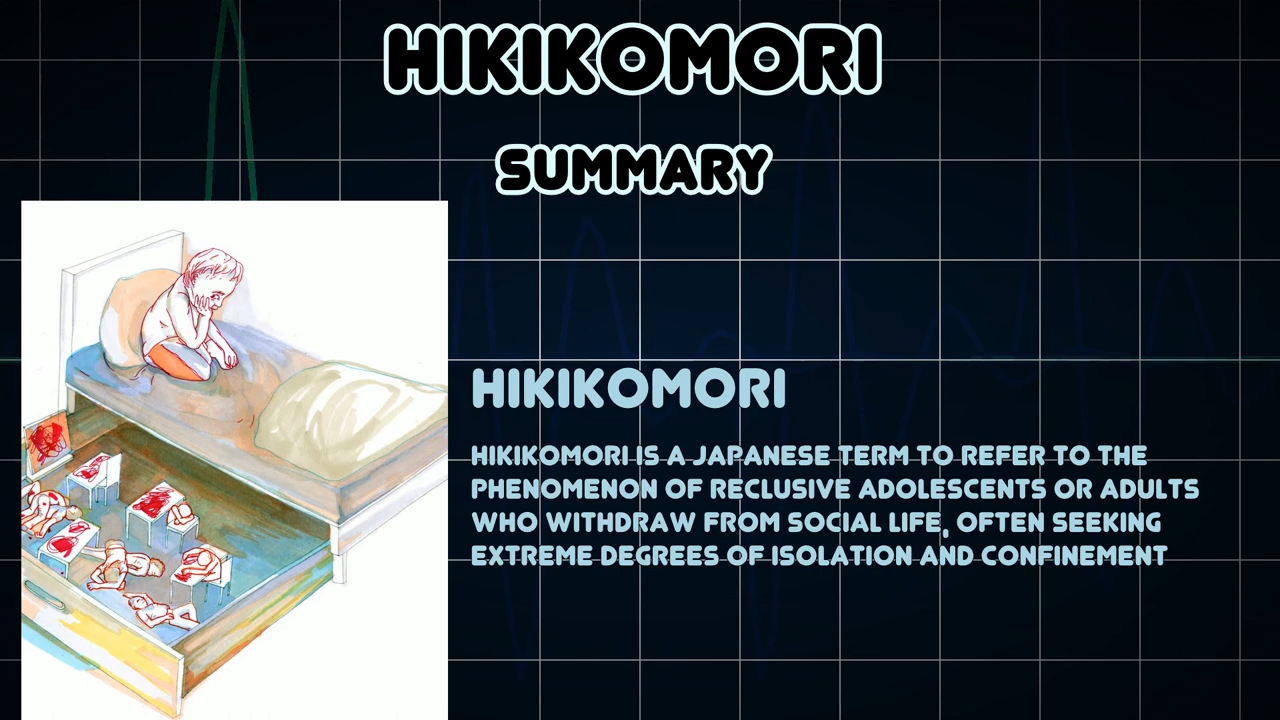 HIKIKOMORI
SUMMARY
HIKIKOMORI
HIKIKOMORI IS A JAPANESE TERM TO REFER TO THE
PHENOMENON OF RECLUSIVE ADOLESCENTS OR ADULTS
WHO WITHDRAW FROM SOCIAL LIFE, OFTEN SEEKING
EXTREME DEGREES OF ISOLATION AND CONFINEMENT